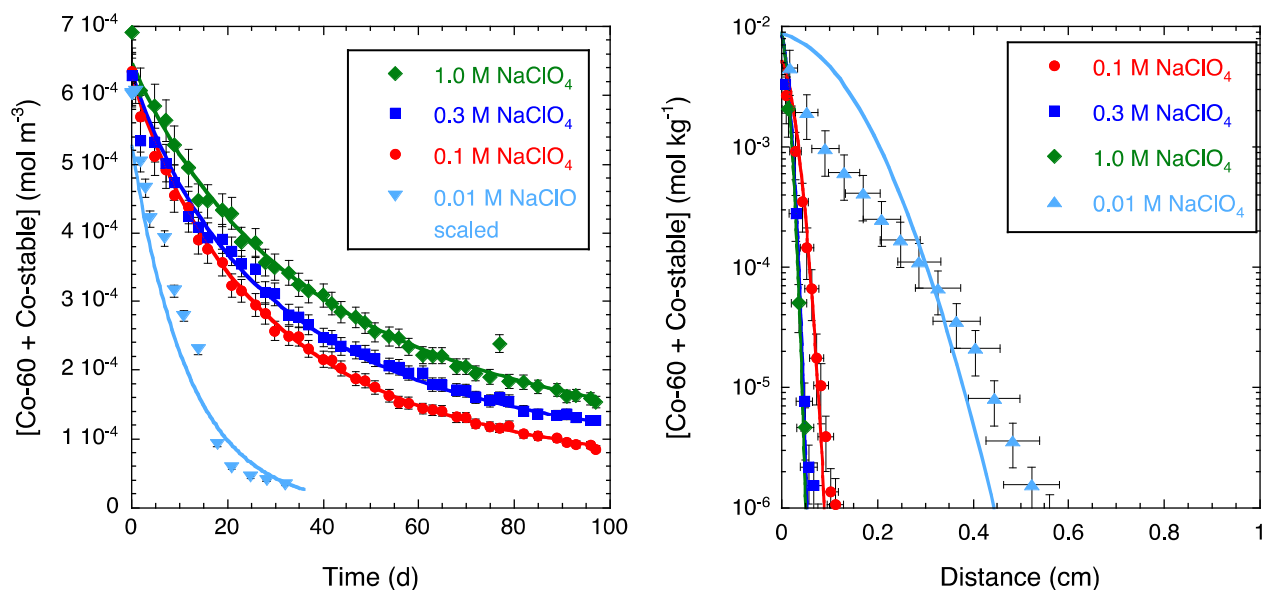 [Co-60 + Co-stable] (mol m⁻³)
7 10⁻⁴
6 10⁻⁴
5 10⁻⁴
4 10⁻⁴
3 10⁻⁴
2 10⁻⁴
1 10⁻⁴
0
0 20 40 60 80 100
Time (d)
1.0 M NaClO₄
0.3 M NaClO₄
0.1 M NaClO₄
0.01 M NaClO
scaled
[Co-60 + Co-stable] (mol kg⁻¹)
10⁻²
10⁻³
10⁻⁴
10⁻⁵
10⁻⁶
0 0.2 0.4 0.6 0.8 1
Distance (cm)
0.1 M NaClO₄
0.3 M NaClO₄
1.0 M NaClO₄
0.01 M NaClO₄